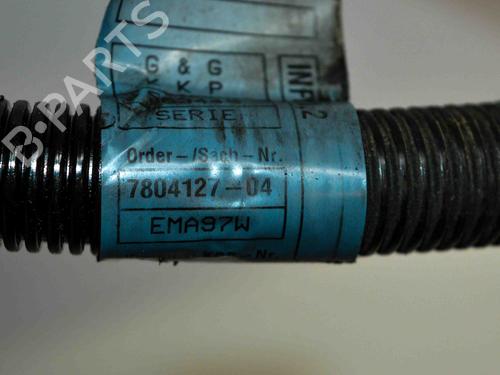 G & G
K K P
SERIE
Order-/Sach-Nr.
7804127-04
EMA97W
B-PARTS